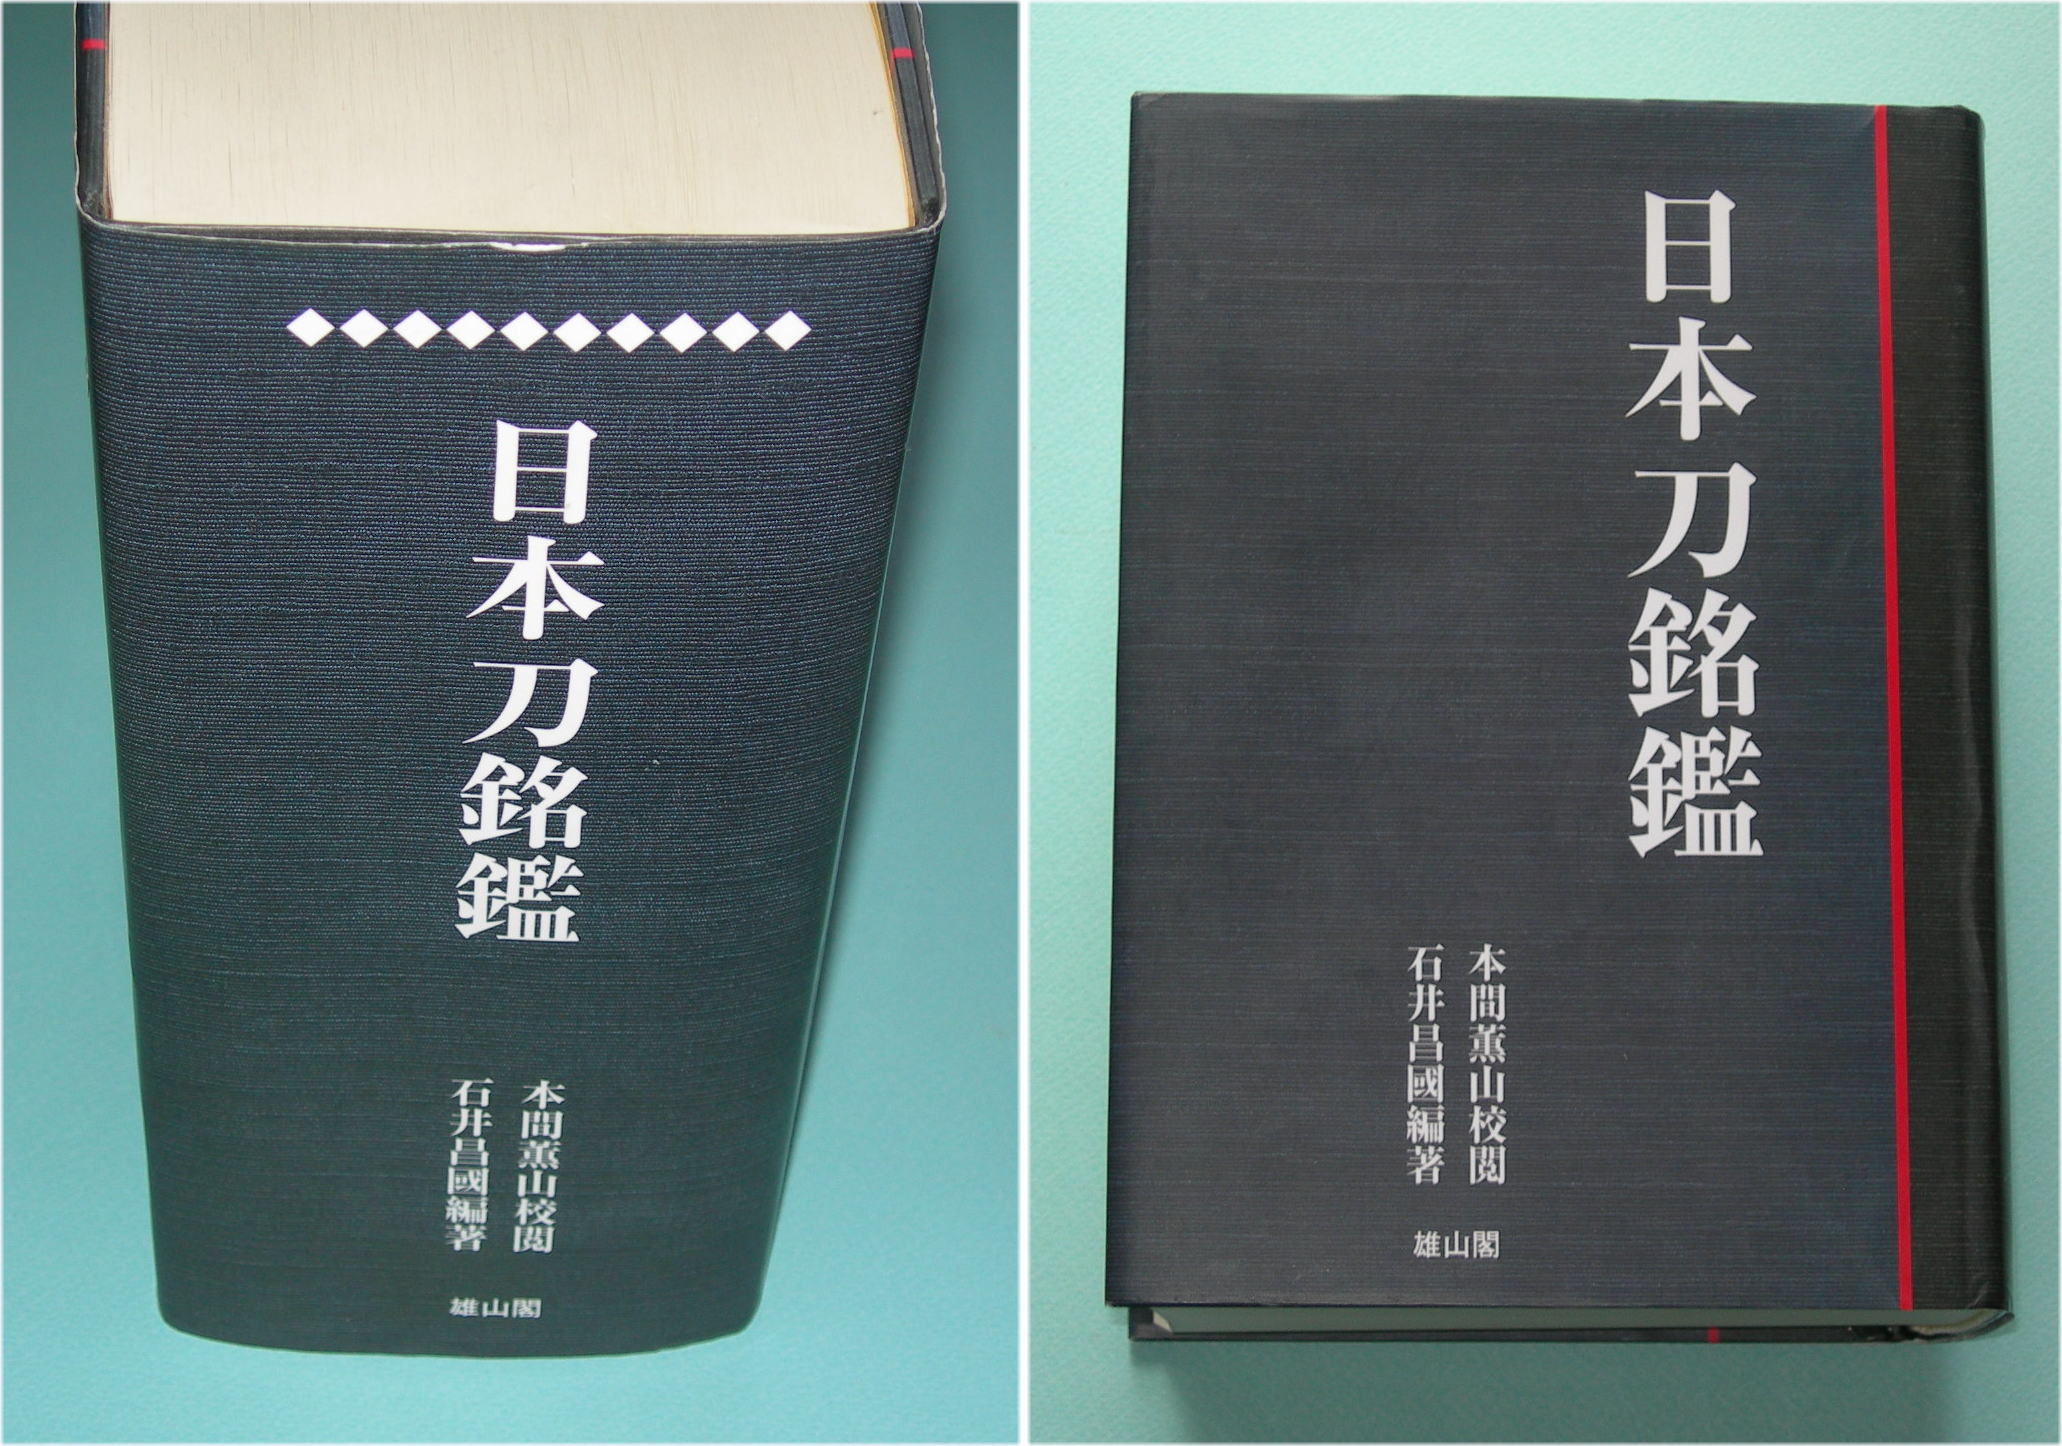 日本刀銘鑑
本間薫山校閲
石井昌國編著
雄山閣
日本刀銘鑑
本間薫山校閲
石井昌國編著
雄山閣